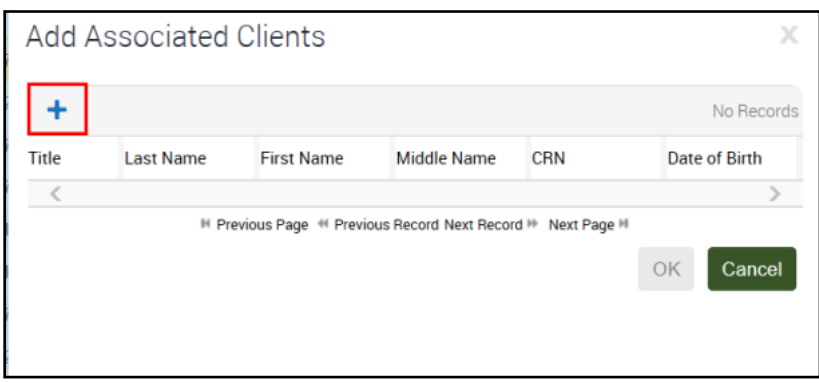 Add Associated Clients X
+ No Records
Title Last Name First Name Middle Name CRN Date of Birth
Previous Page Previous Record Next Record Next Page
OK Cancel